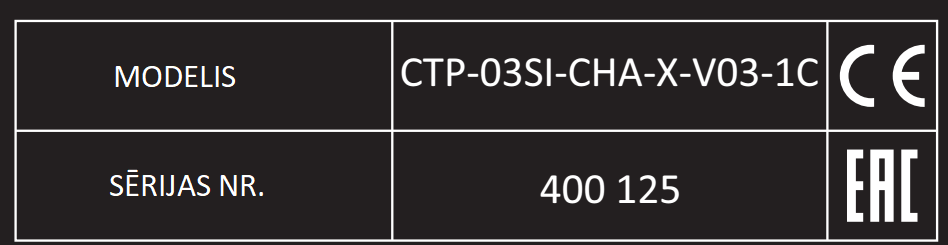 MODELIS CTP-03SI-CHA-X-V03-1C CE
SĒRIJAS NR. 400 125 EAC